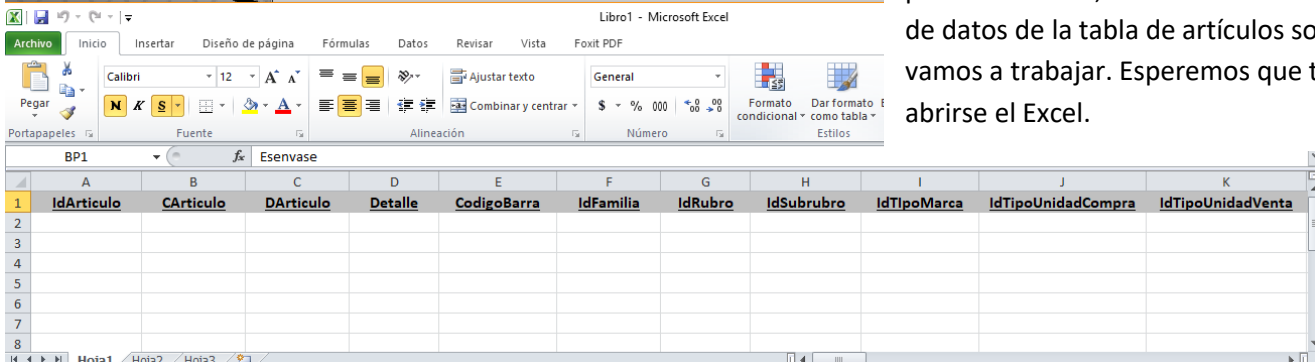 Libro1 - Microsoft Excel
Archivo Inicio Insertar Diseño de página Fórmulas Datos Revisar Vista Foxit PDF
de datos de la tabla de artículos so
vamos a trabajar. Esperemos que t
abrirse el Excel.
Calibri 12 A A Ajustar texto General
Pegar N K S A Combinar y centrar $ % 000 Formato condicional Dar formato como tabla E
Portapapeles Fuente Alineación Número Estilos
BP1 fx Esenvase
A B C D E F G H I J K
1 IdArticulo CArticulo DArticulo Detalle CodigoBarra IdFamilia IdRubro IdSubrubro IdTIpoMarca IdTipoUnidadCompra IdTipoUnidadVenta
2
3
4
5
6
7
8
Hoja1 Hoja2 Hoja3